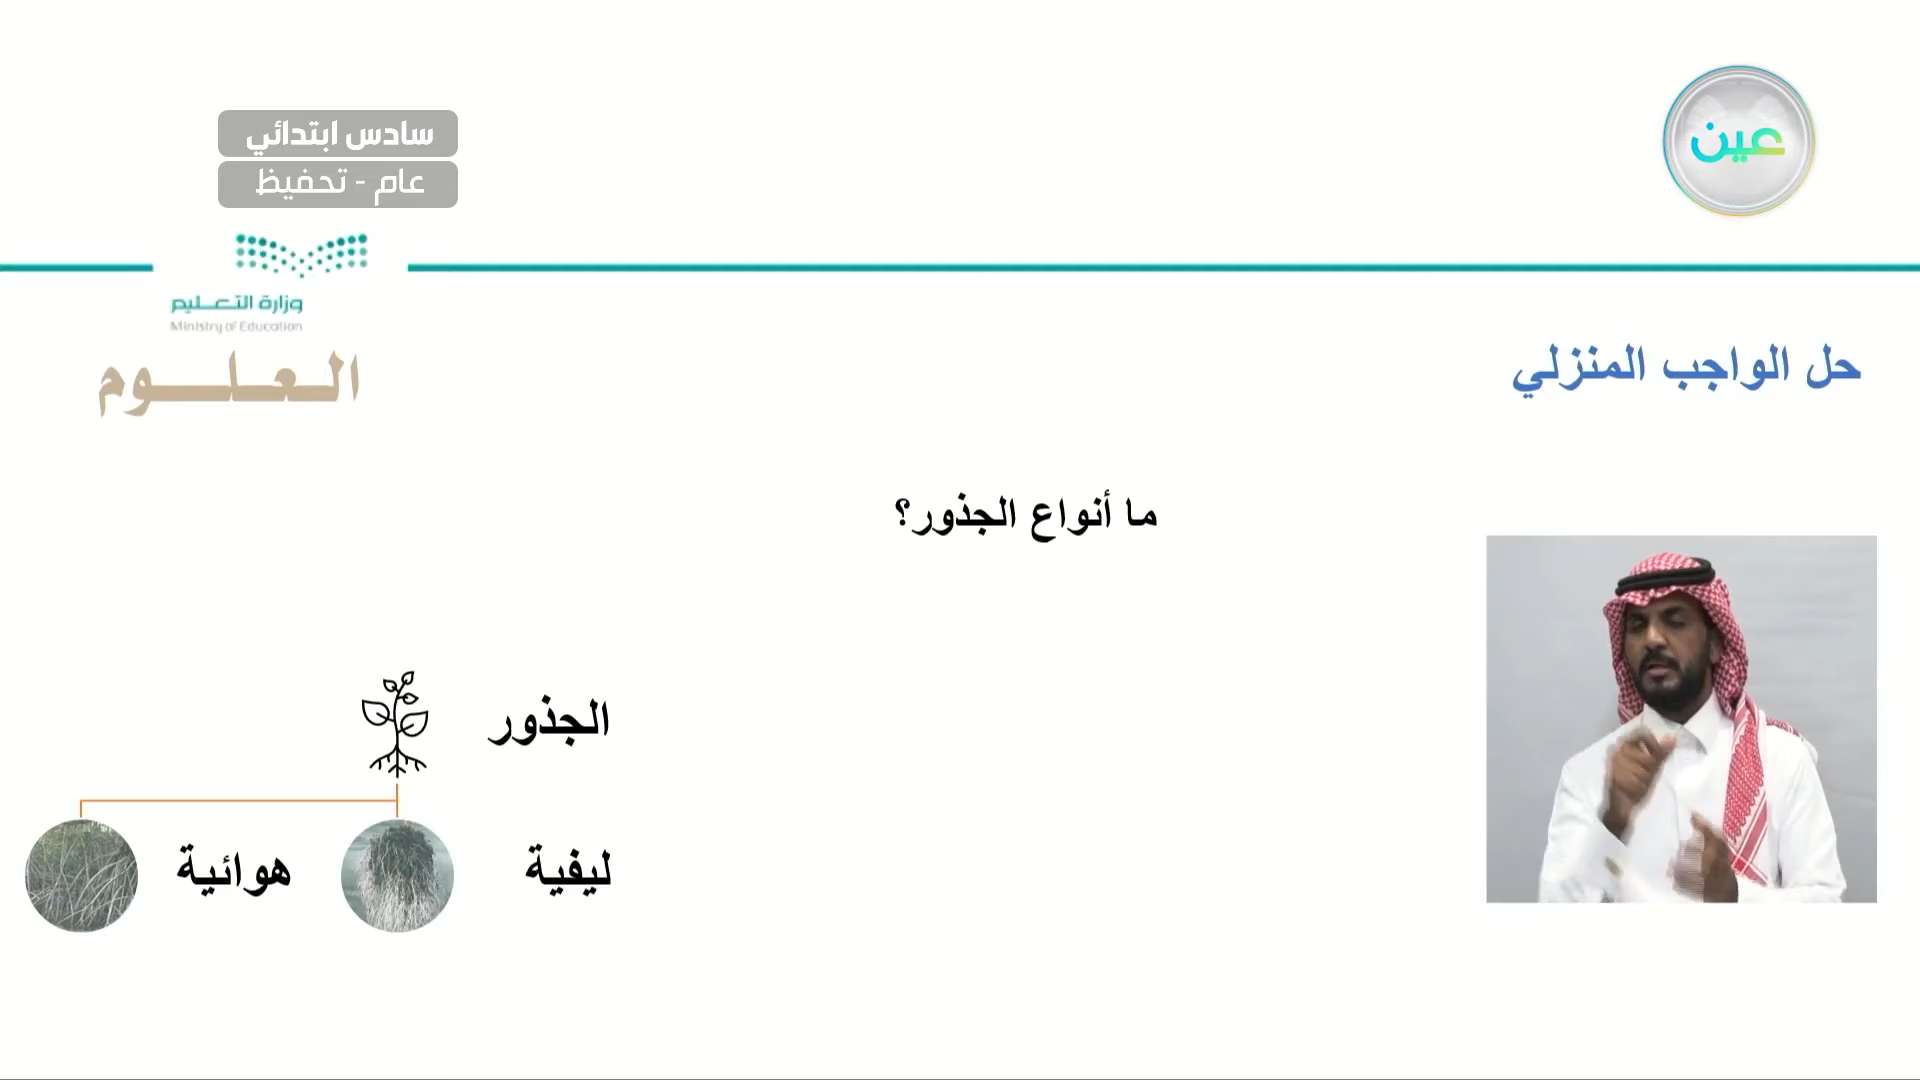 عين
سادس ابتدائي
عام - تحفيظ
وزارة التعليم
Ministry of Education
العلوم
حل الواجب المنزلي
ما أنواع الجذور؟
الجذور
ليفية
هوائية